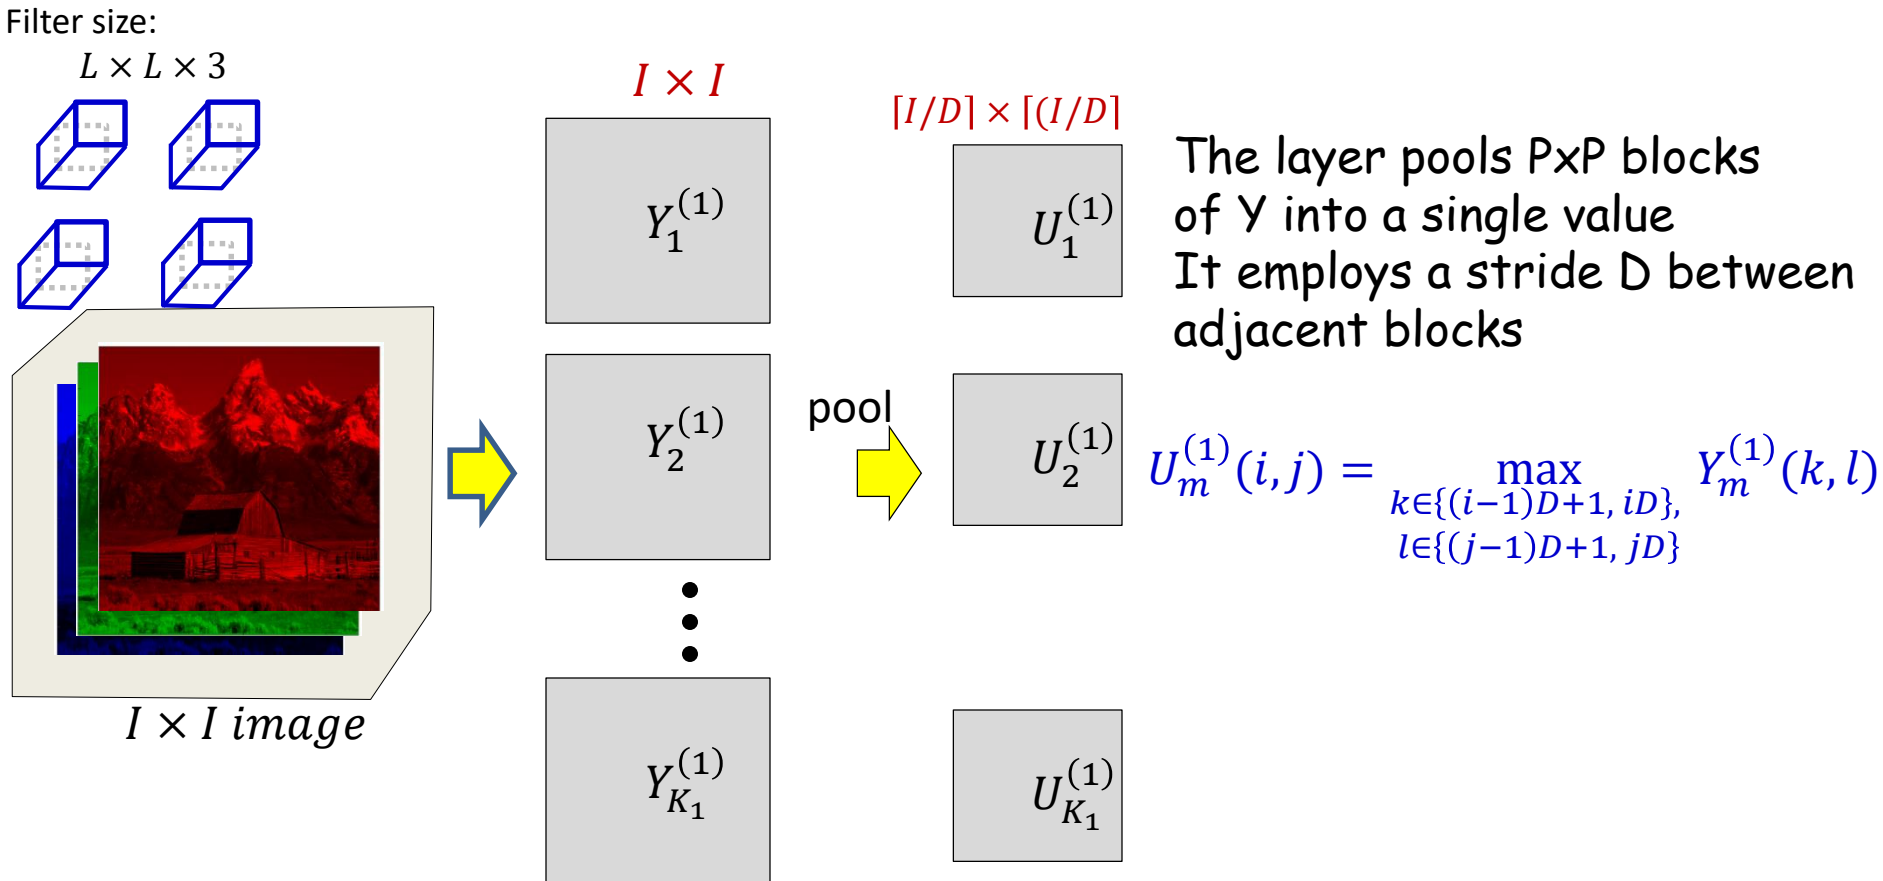 Filter size:
L × L × 3
I × I image
I × I
Y_1^{(1)}
Y_2^{(1)}
Y_{K_1}^{(1)}
pool
⌈I/D⌉ × ⌈(I/D⌉
U_1^{(1)}
U_2^{(1)}
U_{K_1}^{(1)}
The layer pools PxP blocks
of Y into a single value
It employs a stride D between
adjacent blocks
U_m^{(1)}(i, j) = max Y_m^{(1)}(k, l)
k∈{(i−1)D+1, iD},
l∈{(j−1)D+1, jD}